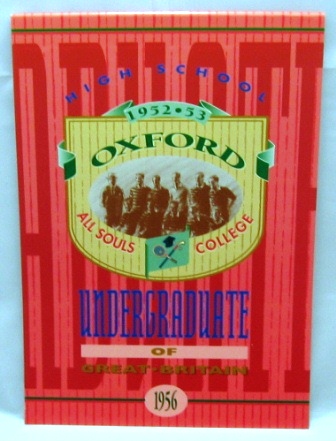 HIGH SCHOOL
1952•53
OXFORD
ALL SOULS COLLEGE
UNDERGRADUATE
OF
GREAT-BRITAIN
1956